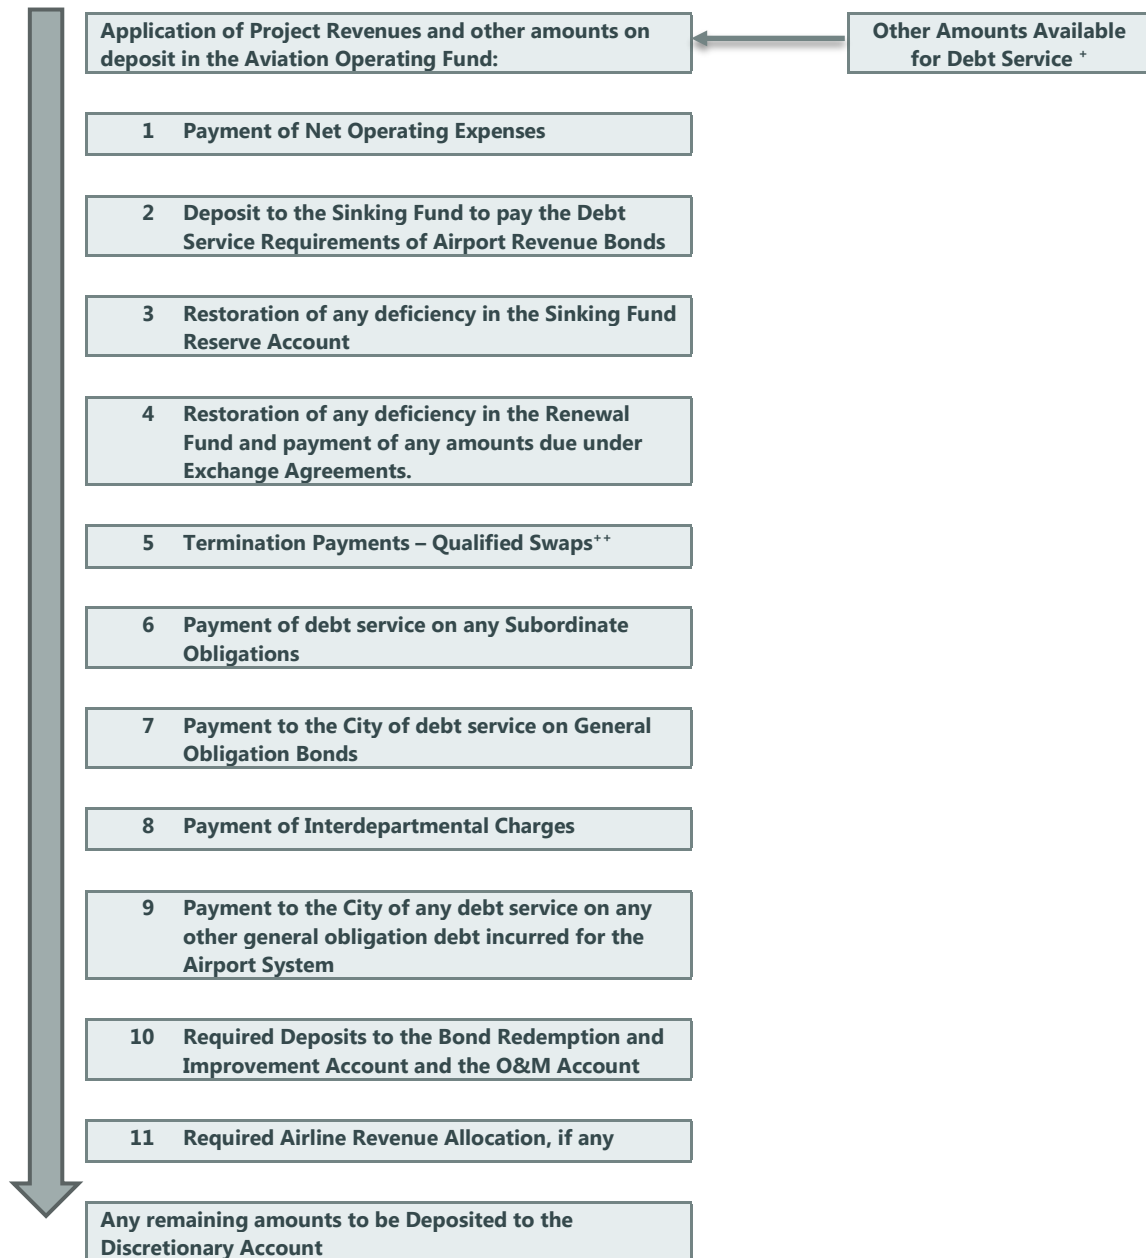 Application of Project Revenues and other amounts on
deposit in the Aviation Operating Fund:
Other Amounts Available
for Debt Service +
1 Payment of Net Operating Expenses
2 Deposit to the Sinking Fund to pay the Debt
Service Requirements of Airport Revenue Bonds
3 Restoration of any deficiency in the Sinking Fund
Reserve Account
4 Restoration of any deficiency in the Renewal
Fund and payment of any amounts due under
Exchange Agreements.
5 Termination Payments – Qualified Swaps++
6 Payment of debt service on any Subordinate
Obligations
7 Payment to the City of debt service on General
Obligation Bonds
8 Payment of Interdepartmental Charges
9 Payment to the City of any debt service on any
other general obligation debt incurred for the
Airport System
10 Required Deposits to the Bond Redemption and
Improvement Account and the O&M Account
11 Required Airline Revenue Allocation, if any
Any remaining amounts to be Deposited to the
Discretionary Account